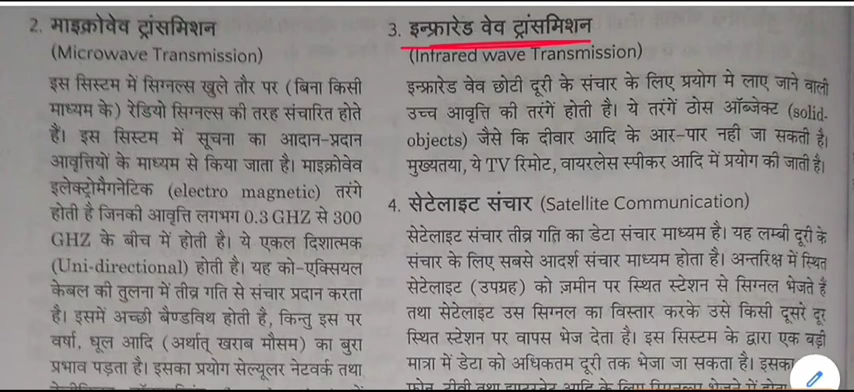 2. माइक्रोवेव ट्रांसमिशन
(Microwave Transmission)
इस सिस्टम में सिग्नल्स खुले तौर पर (बिना किसी
माध्यम के) रेडियो सिग्नल्स की तरह संचारित होते
हैं। इस सिस्टम में सूचना का आदान-प्रदान
आवृत्तियों के माध्यम से किया जाता है। माइक्रोवेव
इलेक्ट्रोमैगनेटिक (electro magnetic) तरंगे
होती है जिनकी आवृत्ति लगभग 0.3 GHZ से 300
GHZ के बीच में होती है। ये एकल दिशात्मक
(Uni-directional) होती है। यह को-एक्सियल
केबल की तुलना में तीव्र गति से संचार प्रदान करता
है। इसमें अच्छी बैण्डविथ होती है, किन्तु इस पर
वर्षा, धूल आदि (अर्थात् खराब मौसम) का बुरा
प्रभाव पड़ता है। इसका प्रयोग सेल्यूलर नेटवर्क तथा
3. इन्फ्रारेड वेव ट्रांसमिशन
(Infrared wave Transmission)
इन्फ्रारेड वेव छोटी दूरी के संचार के लिए प्रयोग मे लाए जाने वाली
उच्च आवृत्ति की तरंगें होती है। ये तरंगें ठोस ऑब्जेक्ट (solid-
objects) जैसे कि दीवार आदि के आर-पार नही जा सकती है।
मुख्यतया, ये TV रिमोट, वायरलेस स्पीकर आदि में प्रयोग की जाती है।
4. सेटेलाइट संचार (Satellite Communication)
सेटेलाइट संचार तीव्र गति का डेटा संचार माध्यम है। यह लम्बी दूरी के
संचार के लिए सबसे आदर्श संचार माध्यम होता है। अन्तरिक्ष में स्थित
सेटेलाइट (उपग्रह) को ज़मीन पर स्थित स्टेशन से सिग्नल भेजते हैं
तथा सेटेलाइट उस सिग्नल का विस्तार करके उसे किसी दूसरे दूर
स्थित स्टेशन पर वापस भेज देता है। इस सिस्टम के द्वारा एक बड़ी
मात्रा में डेटा को अधिकतम दूरी तक भेजा जा सकता है। इसका